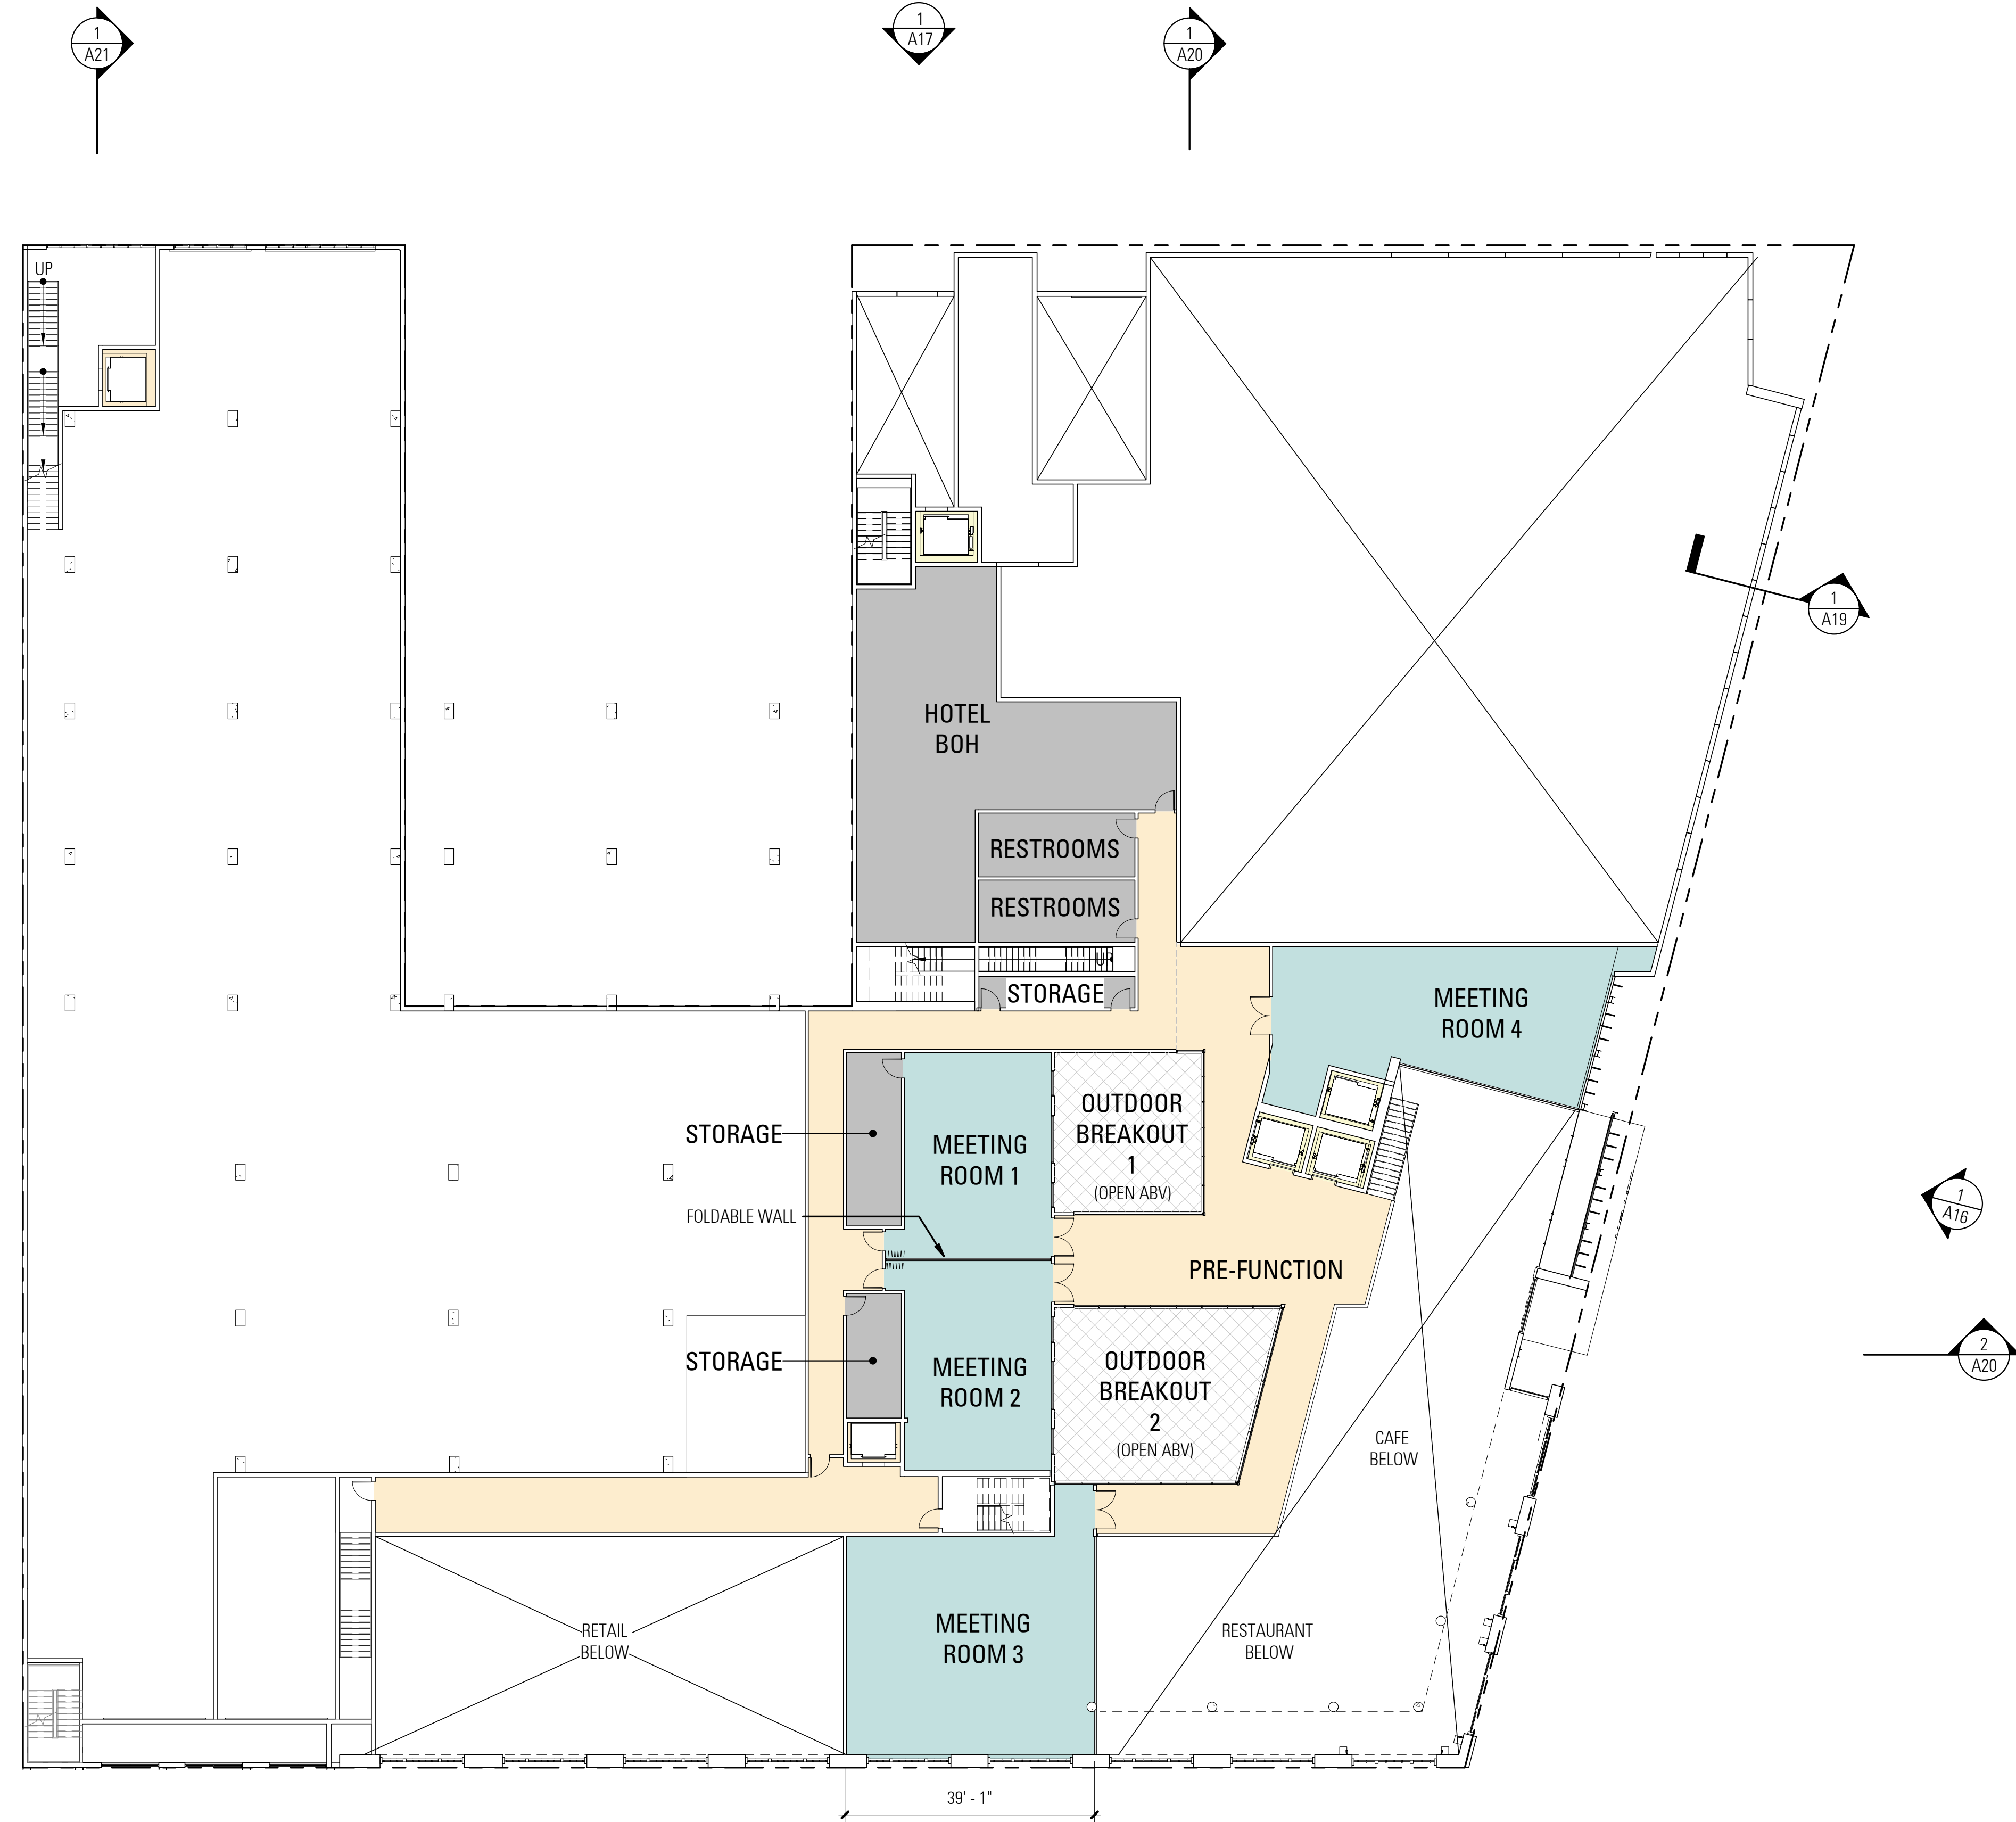 1
A21
1
A17
1
A20
UP
1
A19
HOTEL
BOH
RESTROOMS
RESTROOMS
UP
STORAGE
MEETING
ROOM 4
STORAGE
MEETING
ROOM 1
OUTDOOR
BREAKOUT
1
(OPEN ABV)
1
A16
FOLDABLE WALL
PRE-FUNCTION
2
A20
STORAGE
MEETING
ROOM 2
OUTDOOR
BREAKOUT
2
(OPEN ABV)
CAFE
BELOW
RETAIL
BELOW
MEETING
ROOM 3
RESTAURANT
BELOW
39' - 1"